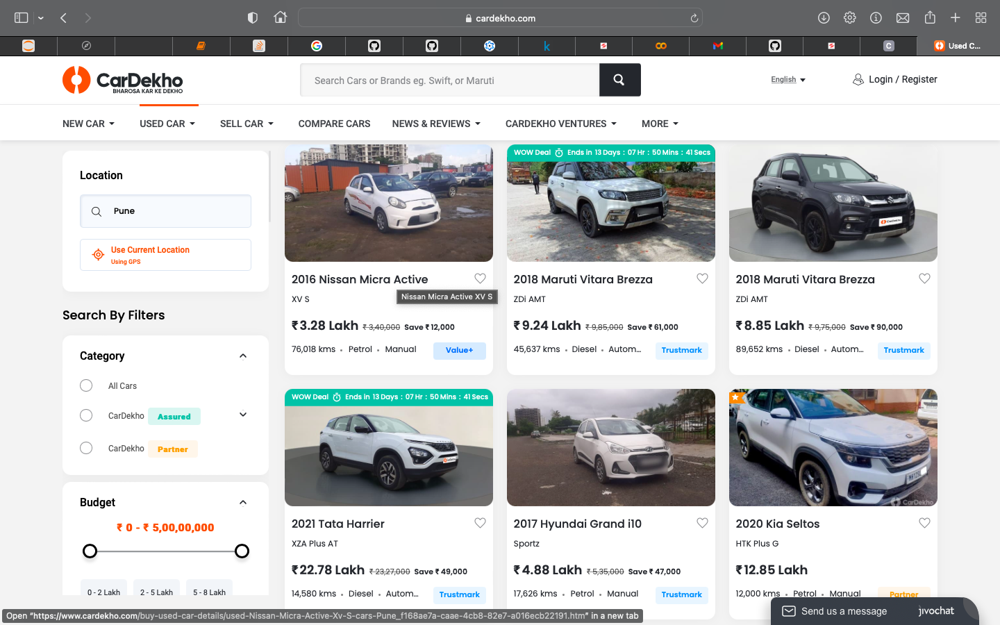 cardekho.com
Used C...
CarDekho
BHAROSA KAR KE DEKHO
Search Cars or Brands eg. Swift, or Maruti
English
Login / Register
NEW CAR
USED CAR
SELL CAR
COMPARE CARS
NEWS & REVIEWS
CARDEKHO VENTURES
MORE
Location
Pune
Use Current Location
Using GPS
Search By Filters
Category
All Cars
CarDekho Assured
CarDekho Partner
Budget
₹ 0 - ₹ 5,00,00,000
0 - 2 Lakh
2 - 5 Lakh
5 - 8 Lakh
2016 Nissan Micra Active
XV S
Nissan Micra Active XV S
₹3.28 Lakh ₹ 3,40,000 Save ₹ 12,000
76,018 kms • Petrol • Manual
Value+
WOW Deal Ends in 13 Days : 07 Hr : 50 Mins : 41 Secs
2018 Maruti Vitara Brezza
ZDi AMT
₹9.24 Lakh ₹ 9,85,000 Save ₹ 61,000
45,637 kms • Diesel • Autom...
Trustmark
CarDekho
2018 Maruti Vitara Brezza
ZDi AMT
₹8.85 Lakh ₹ 9,75,000 Save ₹ 90,000
89,652 kms • Diesel • Autom...
Trustmark
WOW Deal Ends in 13 Days : 07 Hr : 50 Mins : 41 Secs
CarDekho
2021 Tata Harrier
XZA Plus AT
₹22.78 Lakh ₹ 23,27,000 Save ₹ 49,000
14,580 kms • Diesel • Autom...
Trustmark
2017 Hyundai Grand i10
Sportz
₹4.88 Lakh ₹ 5,35,000 Save ₹ 47,000
17,626 kms • Petrol • Manual
Trustmark
CarDekho
2020 Kia Seltos
HTK Plus G
₹12.85 Lakh
12,000 kms • Petrol • Manual
Partner
Send us a message
jivochat
Open "https://www.cardekho.com/buy-used-car-details/used-Nissan-Micra-Active-Xv-S-cars-Pune_f168ae7a-caae-4cb8-82e7-a016ecb22191.htm" in a new tab